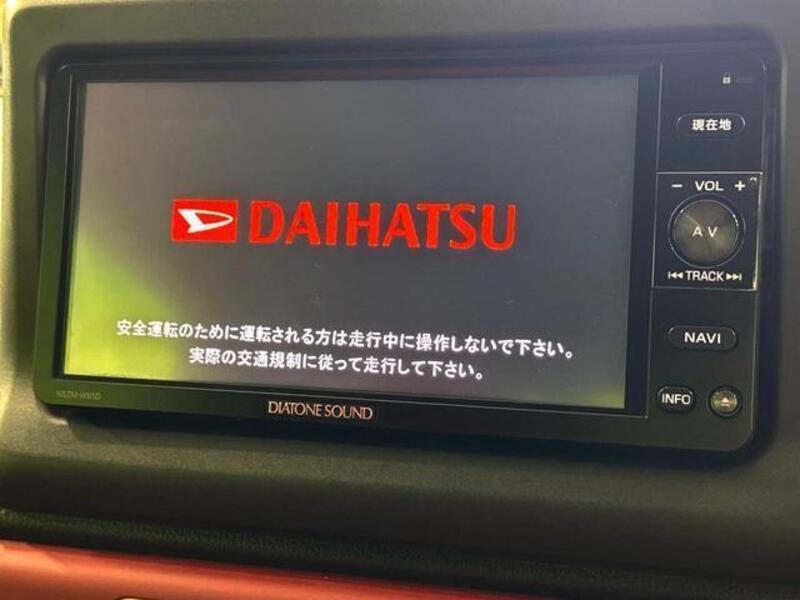 現在地
− VOL +
AV
⏮ TRACK ⏭
DAIHATSU
安全運転のために運転される方は走行中に操作しないで下さい。
実際の交通規制に従って走行して下さい。
NAVI
INFO
NSZM-W65D
DIATONE SOUND